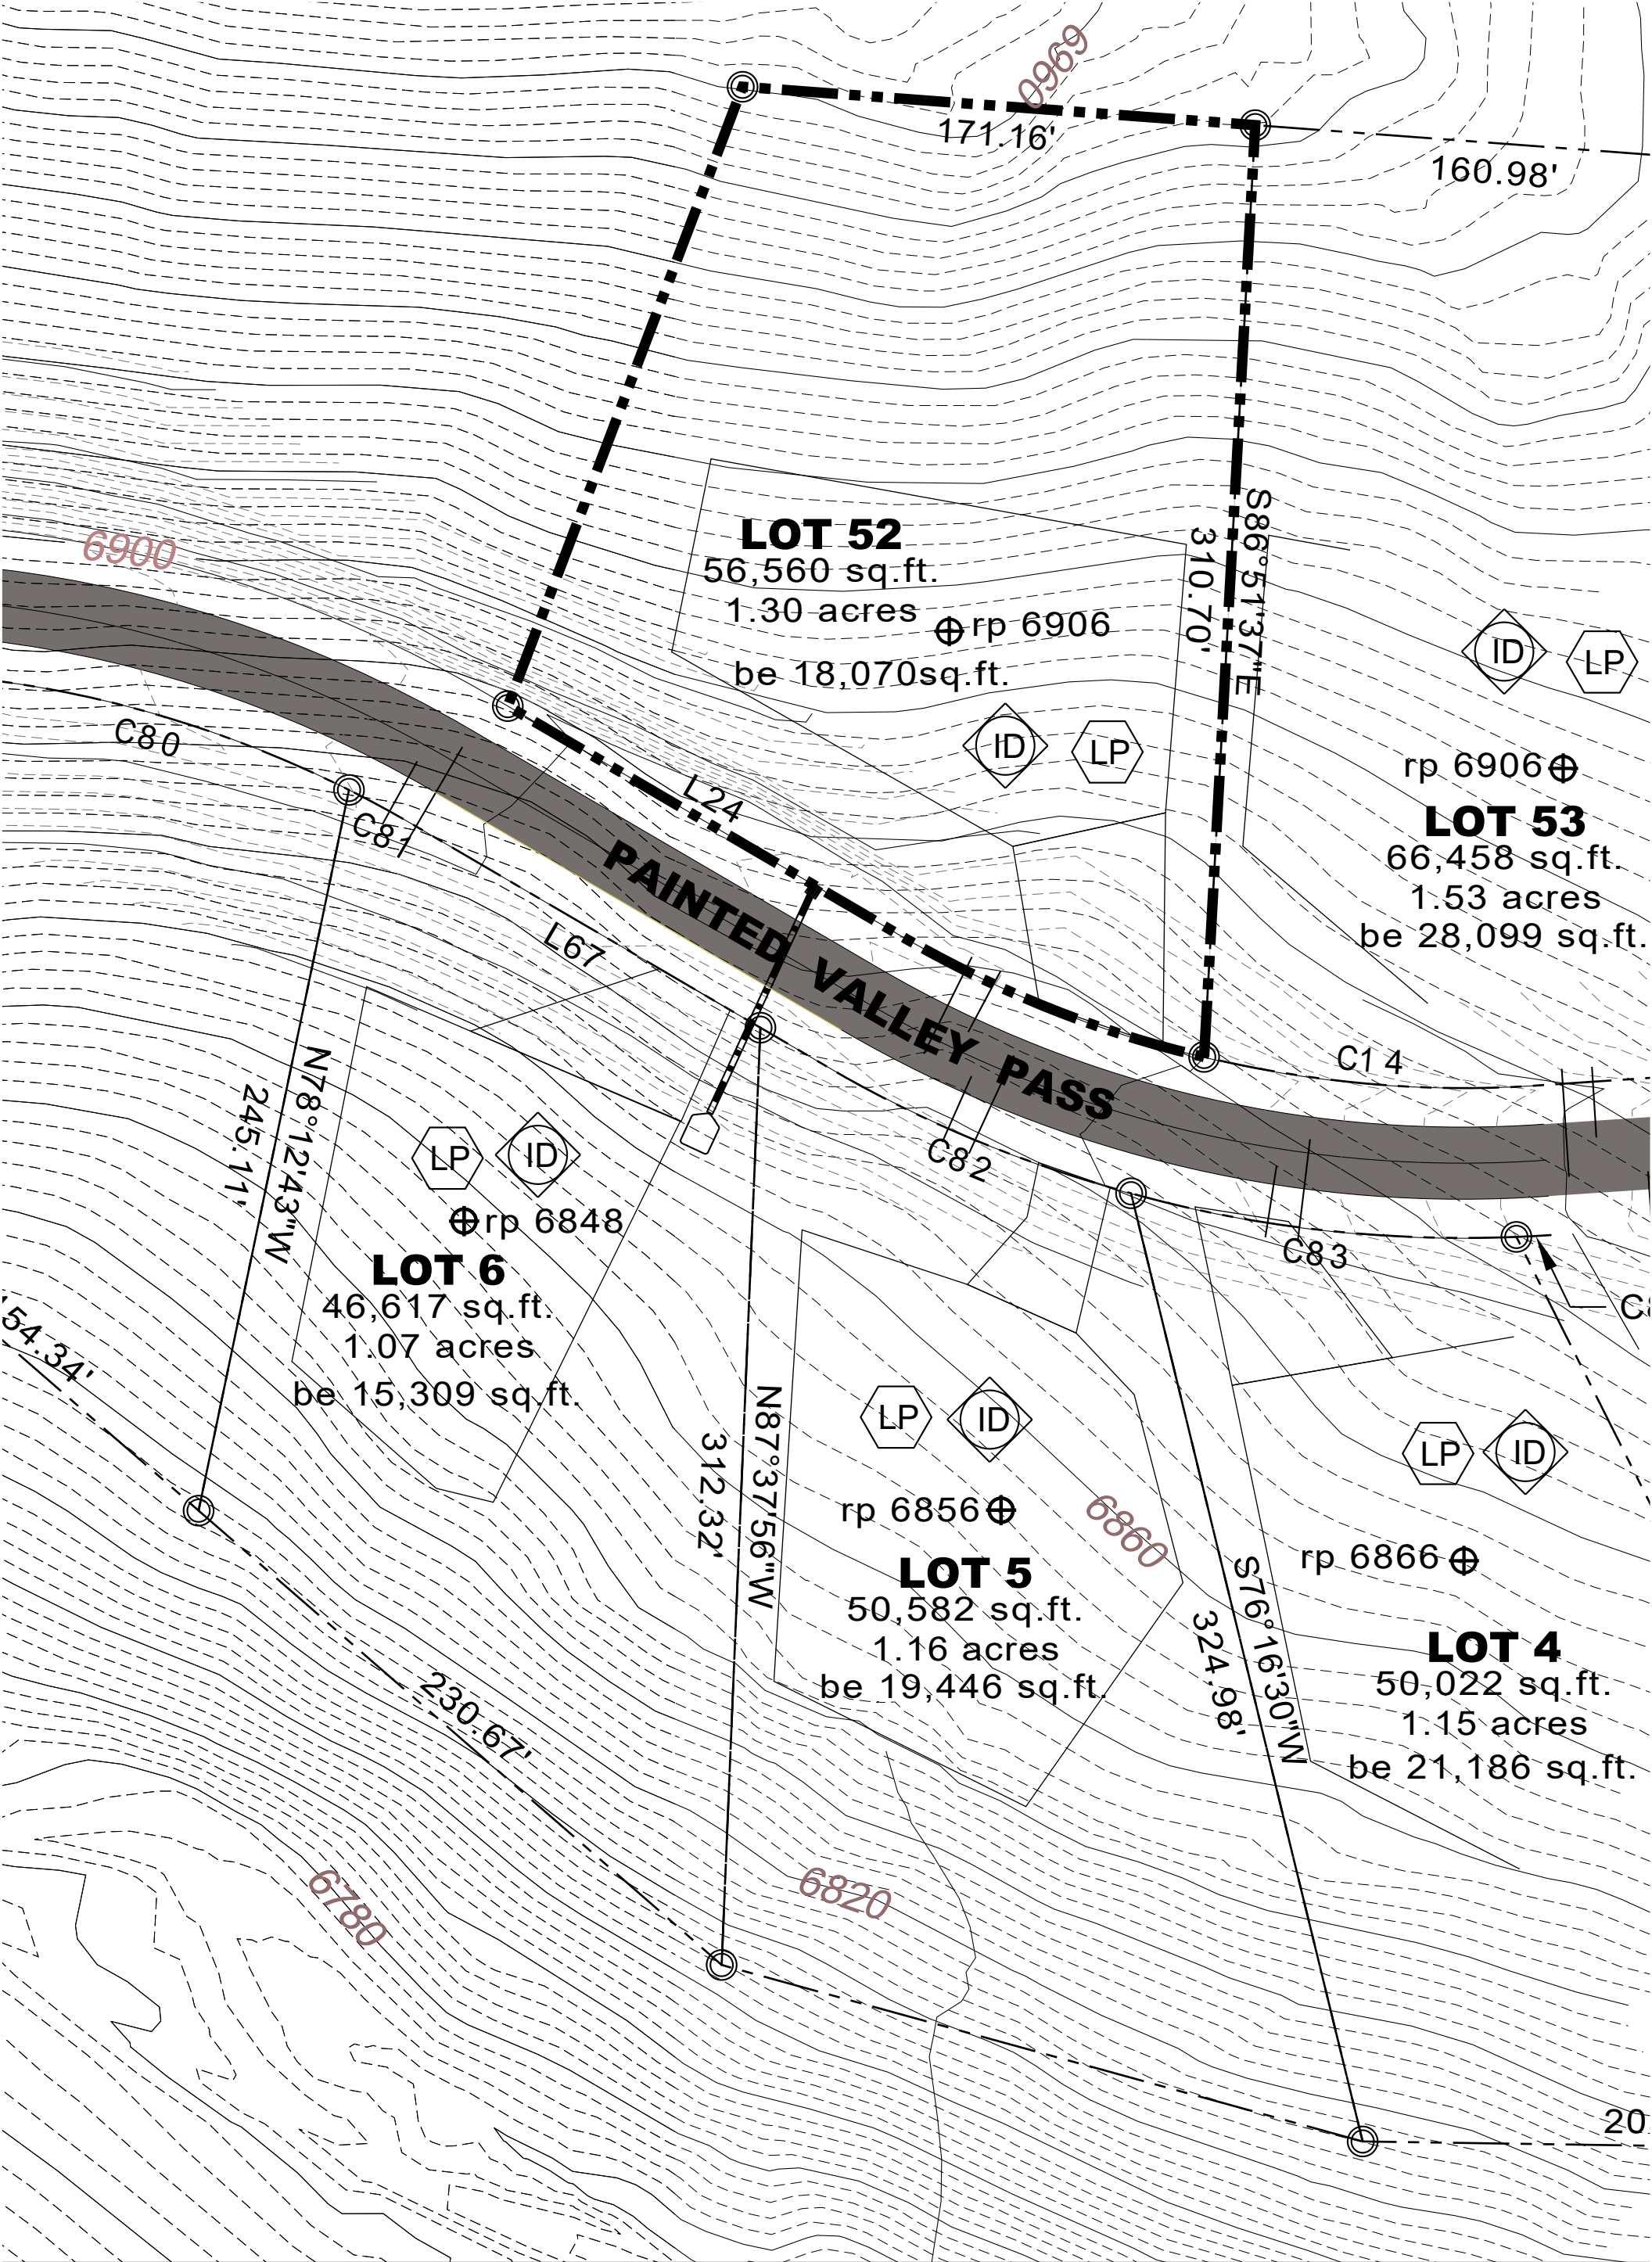 6960
171.16'
160.98'
S86°51'37"E
310.70'
6900
LOT 52
56,560 sq.ft.
1.30 acres
rp 6906
be 18,070sq.ft.
ID
LP
ID
LP
rp 6906
LOT 53
66,458 sq.ft.
1.53 acres
be 28,099 sq.ft.
C80
C81
L24
L67
PAINTED VALLEY PASS
C14
C82
C83
N78°12'43"W
245.11'
LP
ID
rp 6848
LOT 6
46,617 sq.ft.
1.07 acres
be 15,309 sq.ft.
54.34'
230.67'
N87°37'56"W
312.32'
LP
ID
rp 6856
6860
LOT 5
50,582 sq.ft.
1.16 acres
be 19,446 sq.ft.
S76°16'30"W
324.98'
LP
ID
rp 6866
LOT 4
50,022 sq.ft.
1.15 acres
be 21,186 sq.ft.
6780
6820
20